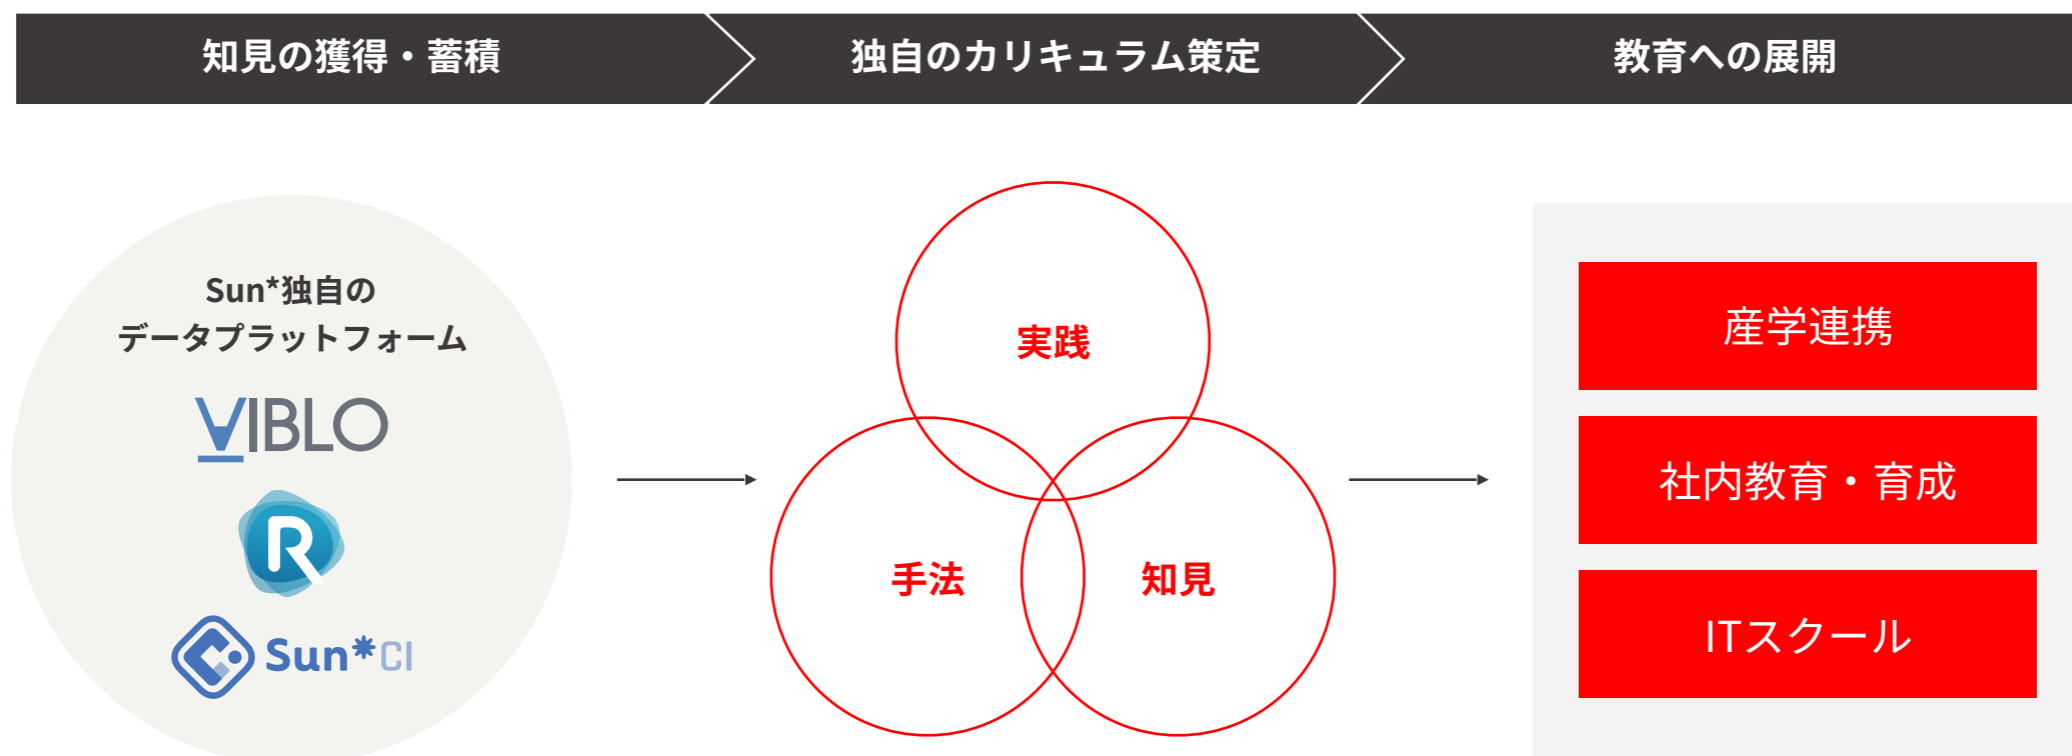 知見の獲得・蓄積
独自のカリキュラム策定
教育への展開
Sun*独自の
データプラットフォーム
VIBLO
R
Sun*CI
実践
手法
知見
産学連携
社内教育・育成
ITスクール